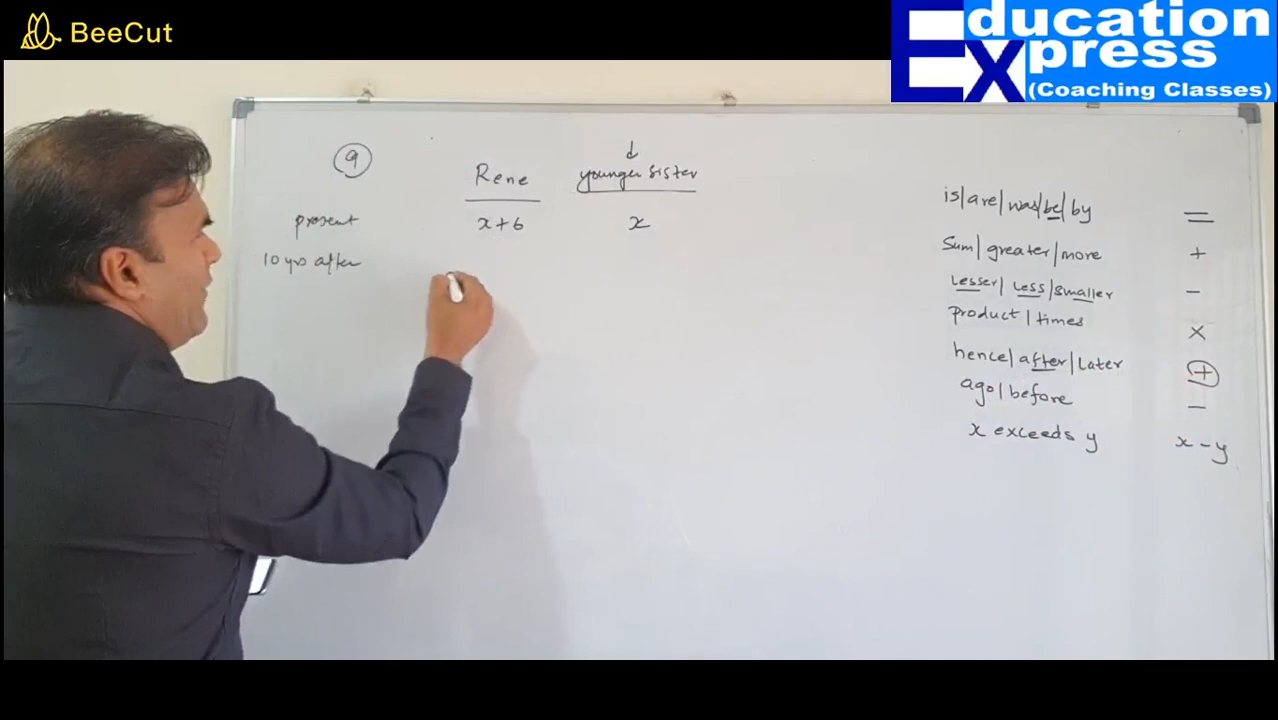 BeeCut
Education
Express
(Coaching Classes)
9
d
Rene younger sister
present x+6 x
10 yrs after
is/are/was/be/by =
Sum/greater/more +
Lesser/Less/smaller -
product/times ×
hence/after/Later +
ago/before -
x exceeds y x-y